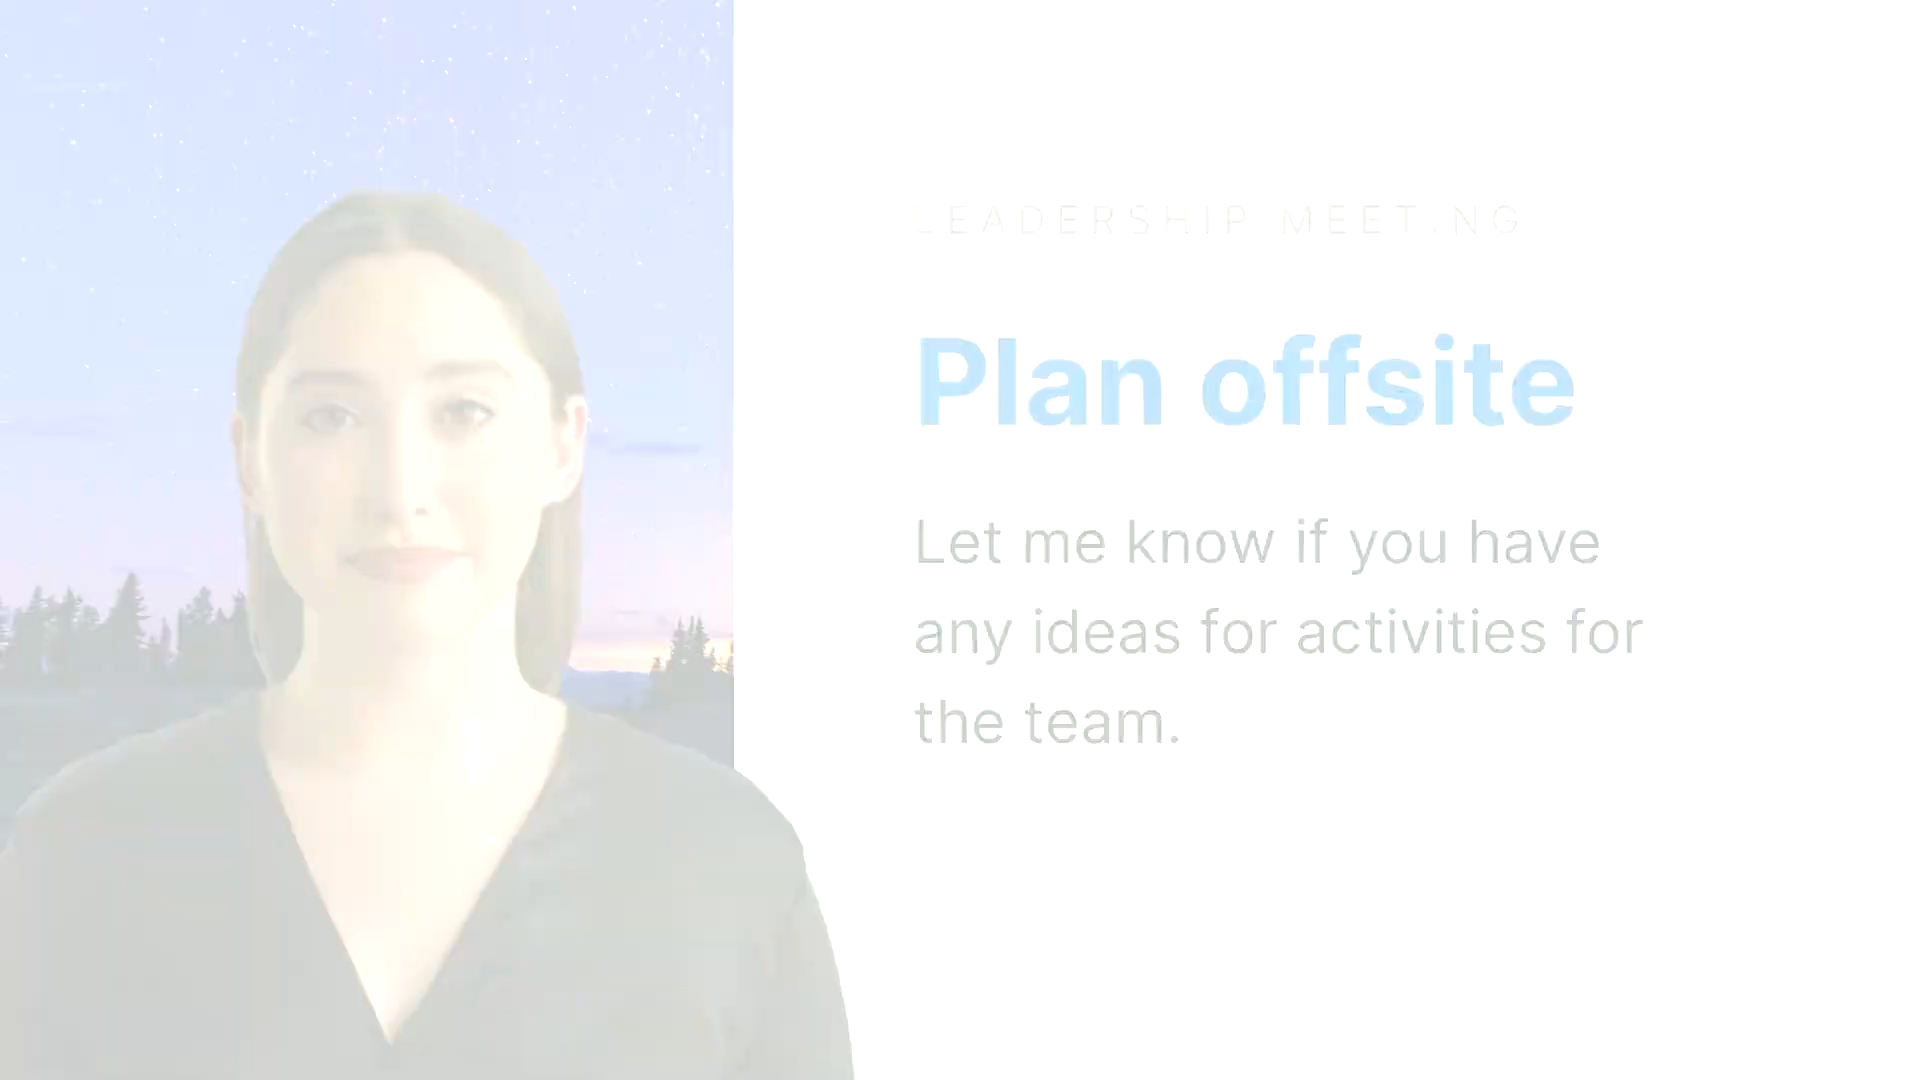 LEADERSHIP MEETING
Plan offsite
Let me know if you have
any ideas for activities for
the team.